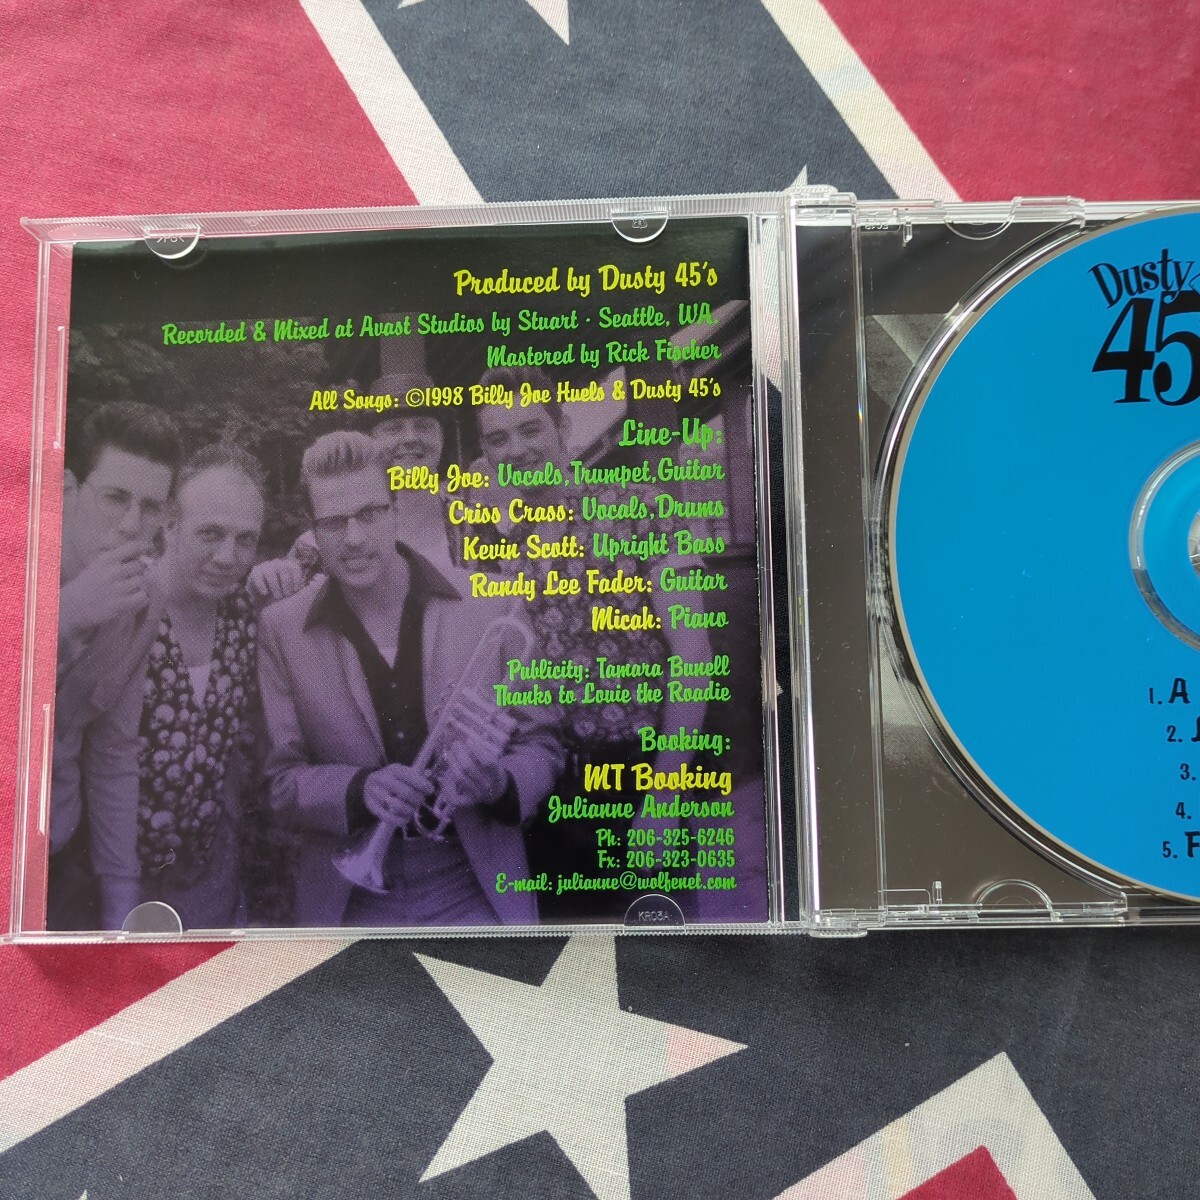 Produced by Dusty 45's
Recorded & Mixed at Avast Studios by Stuart · Seattle, WA.
Mastered by Rick Fischer
All Songs: ©1998 Billy Joe Huels & Dusty 45's
Line-Up:
Billy Joe: Vocals,Trumpet,Guitar
Criss Crass: Vocals,Drums
Kevin Scott: Upright Bass
Randy Lee Fader: Guitar
Micah: Piano
Publicity: Tamara Bunell
Thanks to Louie the Roadie
Booking:
MT Booking
Julianne Anderson
Ph: 206-325-6246
Fx: 206-323-0635
E-mail: julianne@wolfenet.com
KR03A
Dusty
45
1. A
2. J
3.
4.
5. F